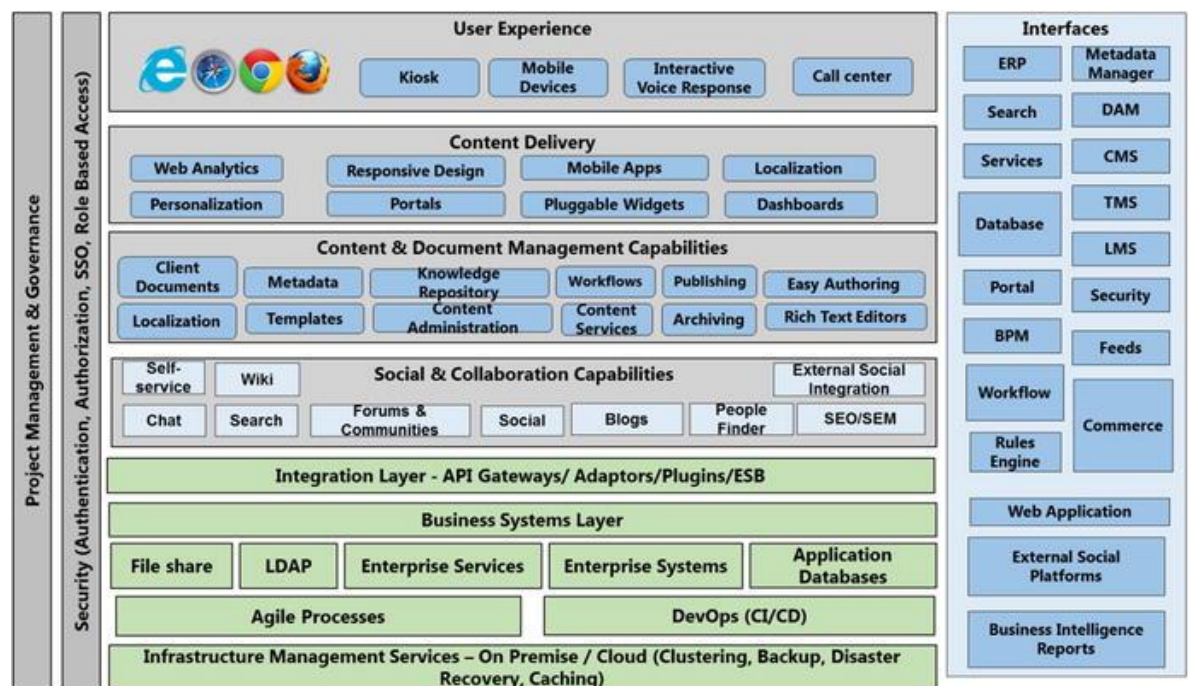 Project Management & Governance
Security (Authentication, Authorization, SSO, Role Based Access)
User Experience
Kiosk
Mobile
Devices
Interactive
Voice Response
Call center
Content Delivery
Web Analytics
Responsive Design
Mobile Apps
Localization
Personalization
Portals
Pluggable Widgets
Dashboards
Content & Document Management Capabilities
Client
Documents
Metadata
Knowledge
Repository
Workflows
Publishing
Easy Authoring
Localization
Templates
Content
Administration
Content
Services
Archiving
Rich Text Editors
Social & Collaboration Capabilities
Self-
service
Wiki
External Social
Integration
Chat
Search
Forums &
Communities
Social
Blogs
People
Finder
SEO/SEM
Integration Layer - API Gateways/ Adaptors/Plugins/ESB
Business Systems Layer
File share
LDAP
Enterprise Services
Enterprise Systems
Application
Databases
Agile Processes
DevOps (CI/CD)
Infrastructure Management Services – On Premise / Cloud (Clustering, Backup, Disaster
Recovery, Caching)
Interfaces
ERP
Metadata
Manager
Search
DAM
Services
CMS
Database
TMS
LMS
Portal
Security
BPM
Feeds
Workflow
Commerce
Rules
Engine
Web Application
External Social
Platforms
Business Intelligence
Reports